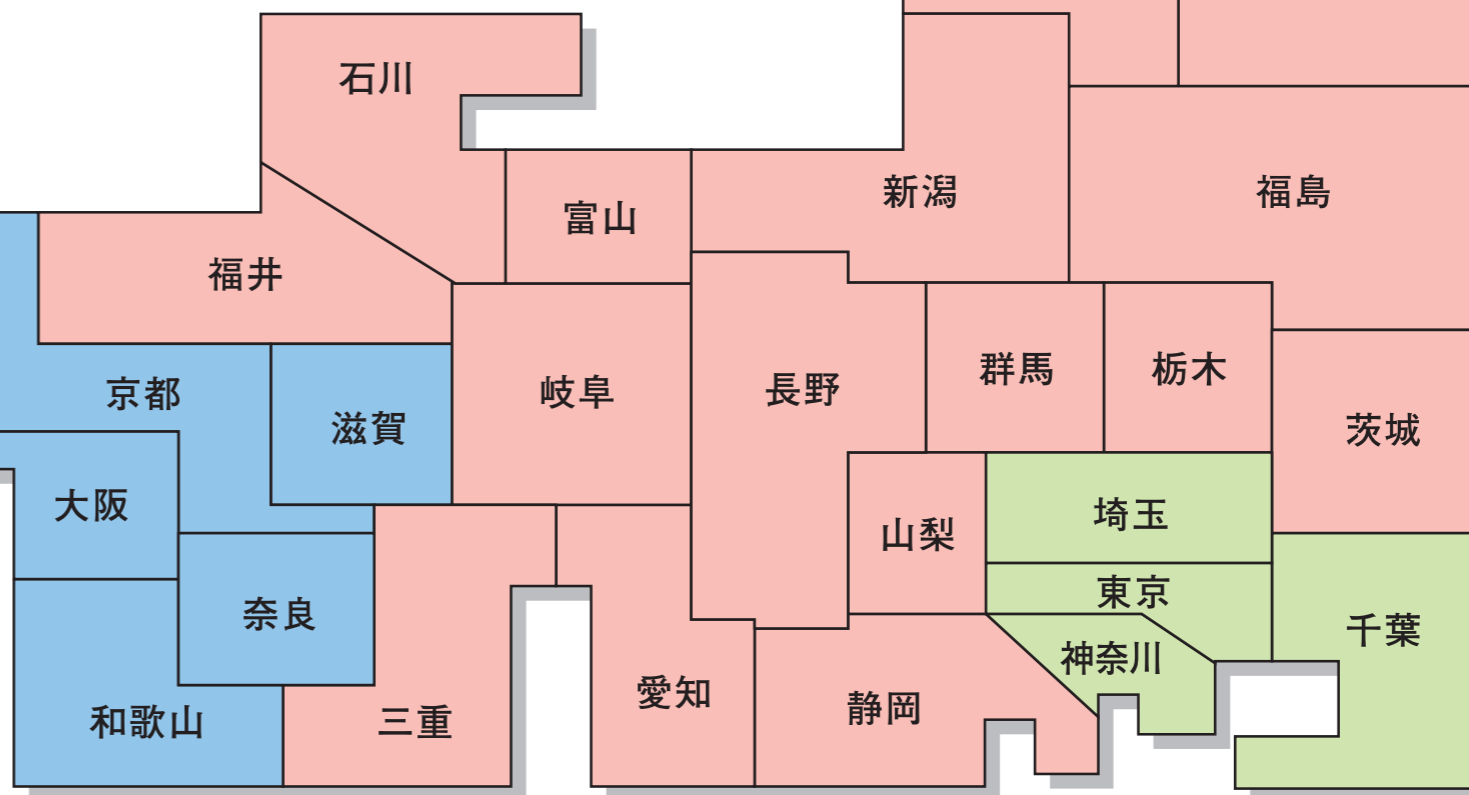 石川
新潟
福島
富山
福井
群馬
栃木
長野
岐阜
京都
滋賀
茨城
大阪
埼玉
山梨
東京
奈良
千葉
神奈川
愛知
静岡
和歌山
三重